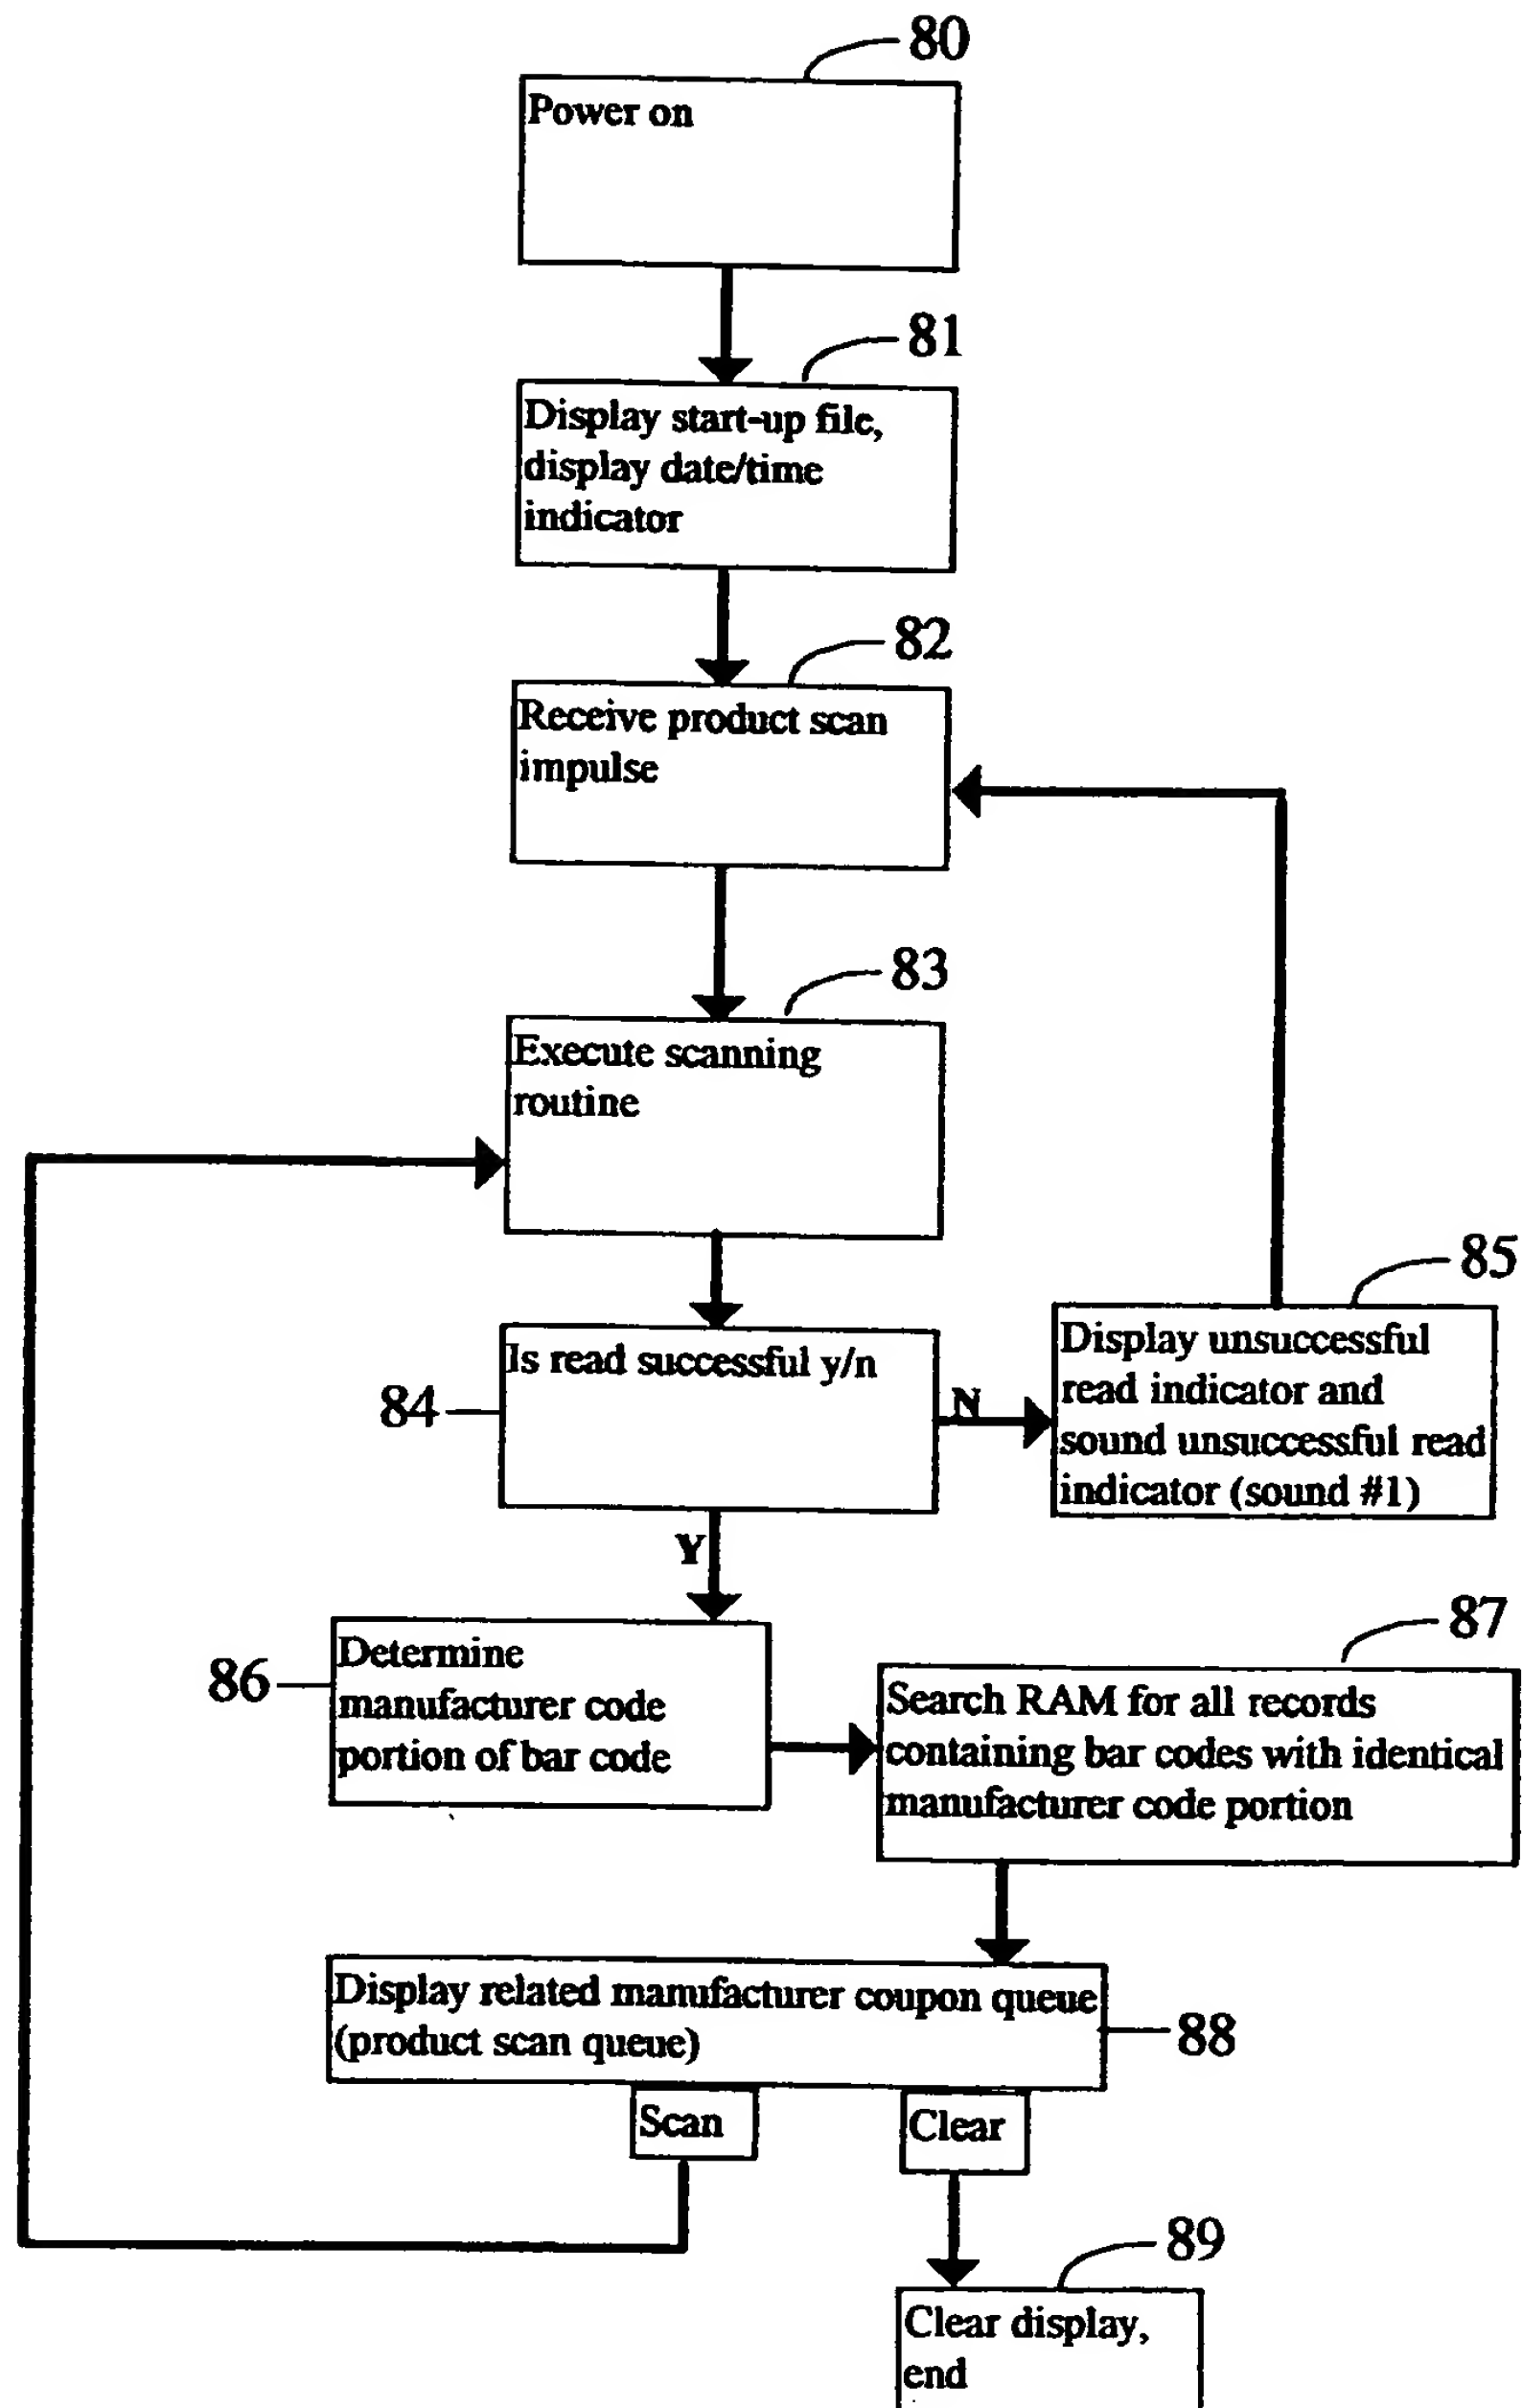 80
Power on
81
Display start-up file,
display date/time
indicator
82
Receive product scan
impulse
83
Execute scanning
routine
84
Is read successful y/n
N
85
Display unsuccessful
read indicator and
sound unsuccessful read
indicator (sound #1)
Y
86
Determine
manufacturer code
portion of bar code
87
Search RAM for all records
containing bar codes with identical
manufacturer code portion
Display related manufacturer coupon queue
(product scan queue)
88
Scan
Clear
89
Clear display,
end